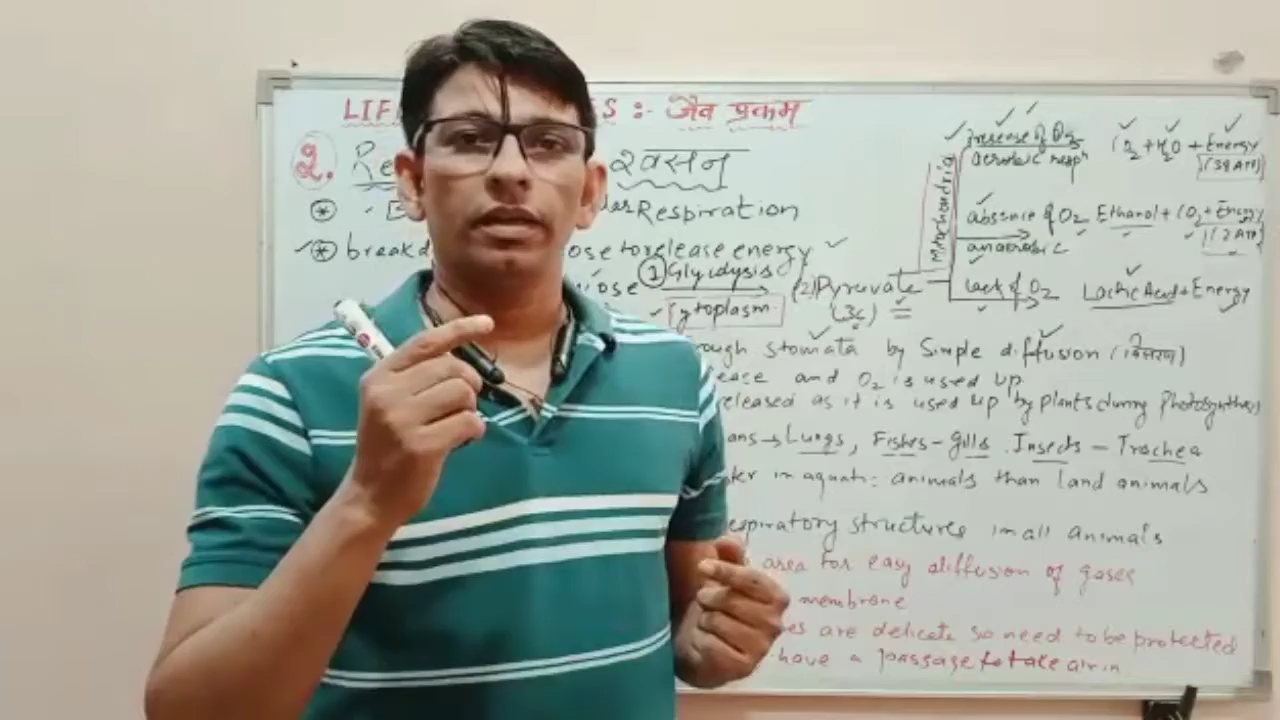 LIF S :- जैव प्रक्रम
2. Re श्वसन
Respiration
breakd ose to release energy
ose ① Glycolysis (2) Pyruvate
Cytoplasm (3c)
Mitochondria
presence of O2 CO2 + H2O + Energy
aerobic resp (38 ATP)
absence of O2 Ethanol + CO2 + Energy
anaerobic (2 ATP)
lack of O2 Lactic Acid + Energy
ough stomata by Simple diffusion (विसरण)
ease and O2 is used up
eleased as it is used up by plants during Photosynthesis
ans → Lungs, Fishes - Gills. Insects - Trachea
in aquatic animals than land animals
espiratory structures in all animals
area for easy diffusion of gases
membrane
es are delicate so need to be protected
have a passage to take air in